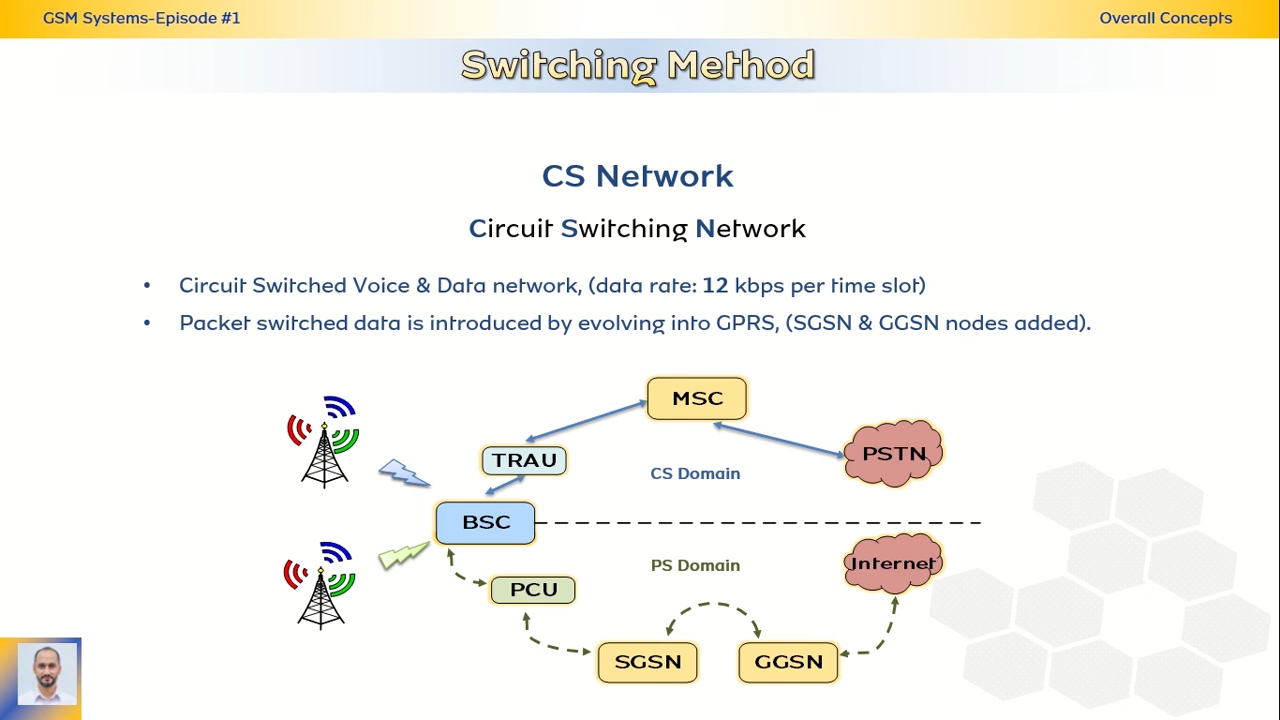 GSM Systems-Episode #1
Overall Concepts
Switching Method
CS Network
Circuit Switching Network
• Circuit Switched Voice & Data network, (data rate: 12 kbps per time slot)
• Packet switched data is introduced by evolving into GPRS, (SGSN & GGSN nodes added).
MSC
TRAU
PSTN
CS Domain
BSC
PS Domain
Internet
PCU
SGSN
GGSN